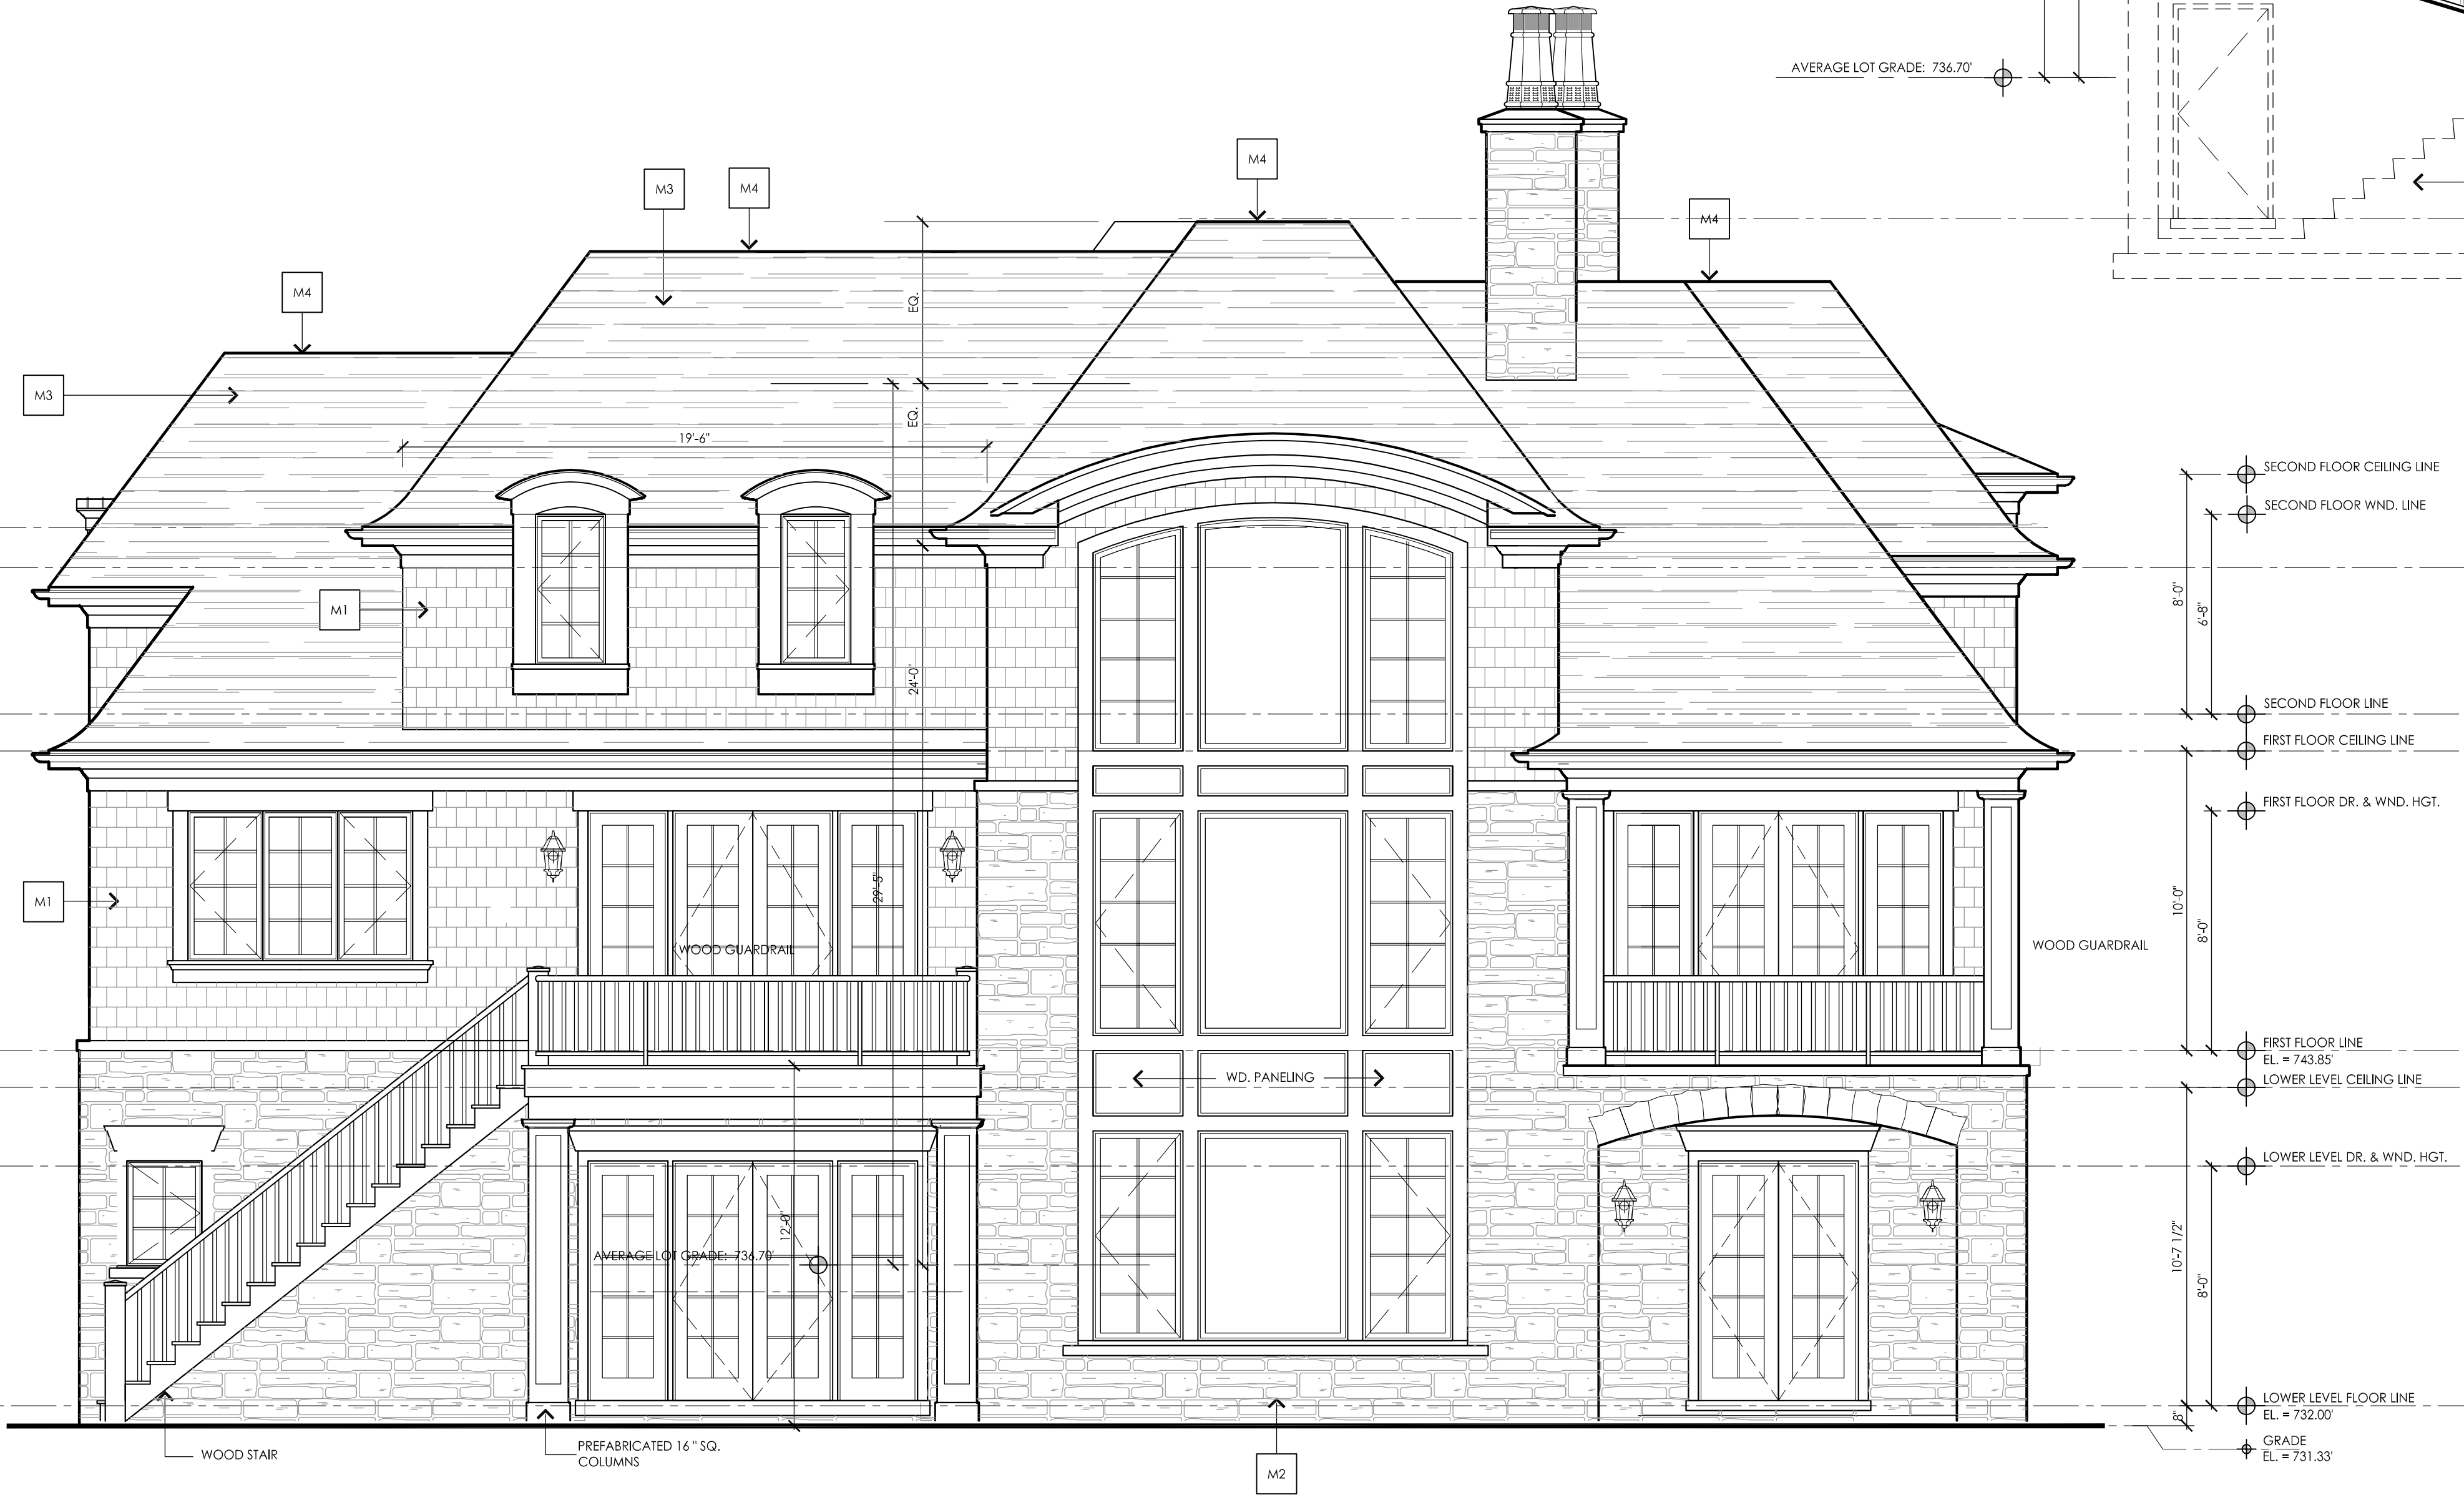 AVERAGE LOT GRADE: 736.70'
M4
M3
M4
M4
M4
M3
EQ.
EQ.
19'-6"
SECOND FLOOR CEILING LINE
SECOND FLOOR WND. LINE
M1
8'-0"
6'-8"
24'-0"
SECOND FLOOR LINE
FIRST FLOOR CEILING LINE
FIRST FLOOR DR. & WND. HGT.
M1
29'-5"
10'-0"
8'-0"
WOOD GUARDRAIL
WOOD GUARDRAIL
FIRST FLOOR LINE
EL. = 743.85'
WD. PANELING
LOWER LEVEL CEILING LINE
LOWER LEVEL DR. & WND. HGT.
12'-0"
AVERAGE LOT GRADE: 736.70'
10'-7 1/2"
8'-0"
LOWER LEVEL FLOOR LINE
EL. = 732.00'
8"
GRADE
EL. = 731.33'
WOOD STAIR
PREFABRICATED 16 " SQ.
COLUMNS
M2